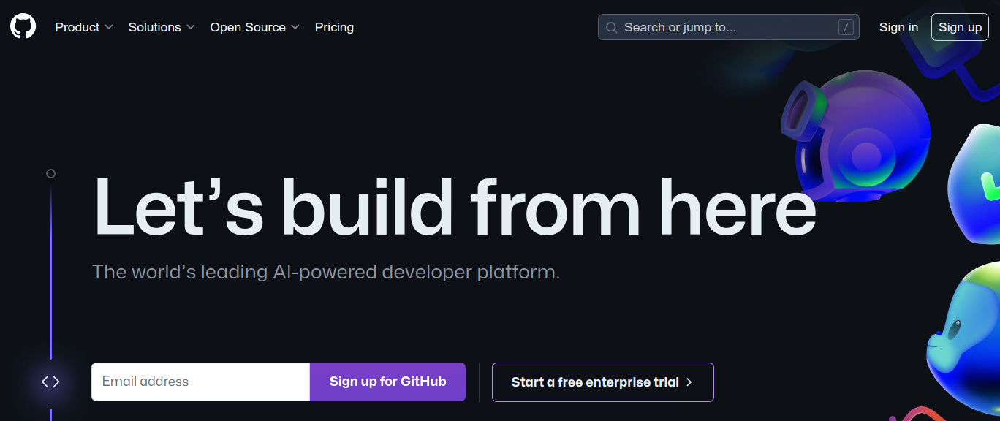 Product Solutions Open Source Pricing Search or jump to... / Sign in Sign up
Let’s build from here
The world’s leading AI-powered developer platform.
Email address Sign up for GitHub Start a free enterprise trial